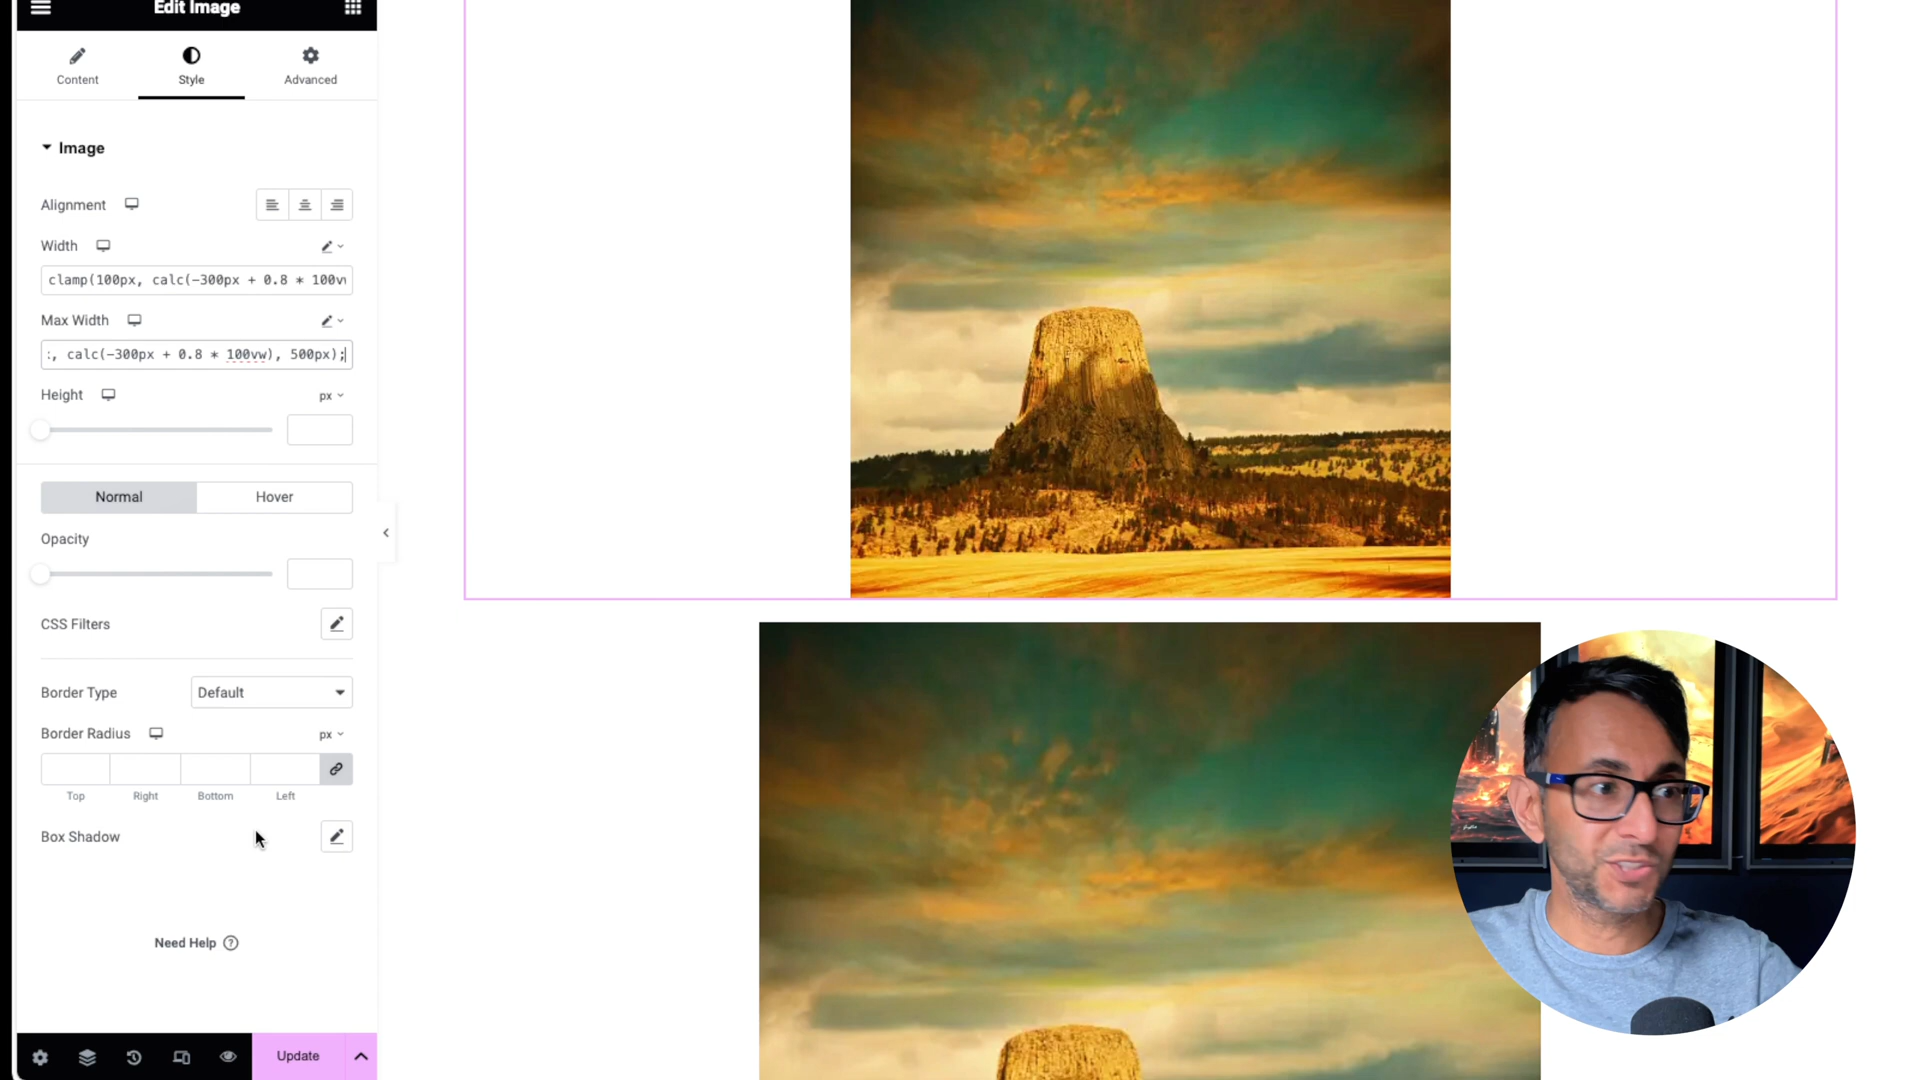 Edit Image
Content
Style
Advanced
Image
Alignment
Width
clamp(100px, calc(-300px + 0.8 * 100v
Max Width
, calc(-300px + 0.8 * 100vw), 500px);
Height
px
Normal
Hover
Opacity
CSS Filters
Border Type
Default
Border Radius
px
Top
Right
Bottom
Left
Box Shadow
Need Help
Update